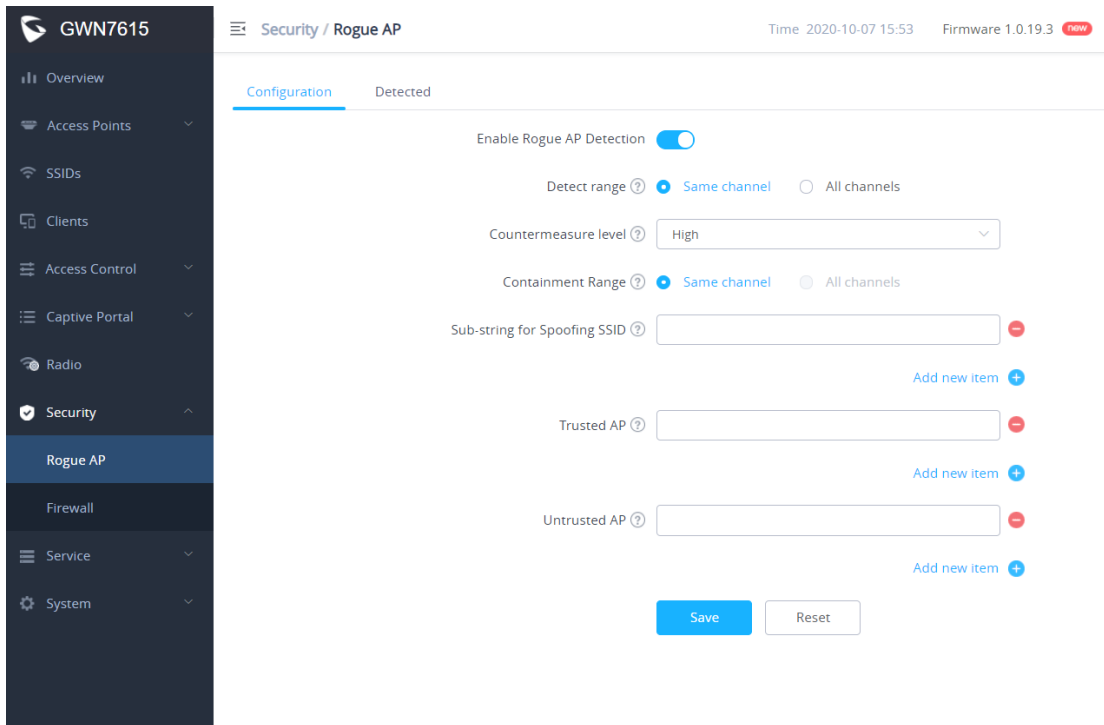 GWN7615
Security / Rogue AP
Time 2020-10-07 15:53
Firmware 1.0.19.3 new
Overview
Access Points
SSIDs
Clients
Access Control
Captive Portal
Radio
Security
Rogue AP
Firewall
Service
System
Configuration
Detected
Enable Rogue AP Detection
Detect range ? Same channel All channels
Countermeasure level ? High
Containment Range ? Same channel All channels
Sub-string for Spoofing SSID ?
Add new item
Trusted AP ?
Add new item
Untrusted AP ?
Add new item
Save
Reset